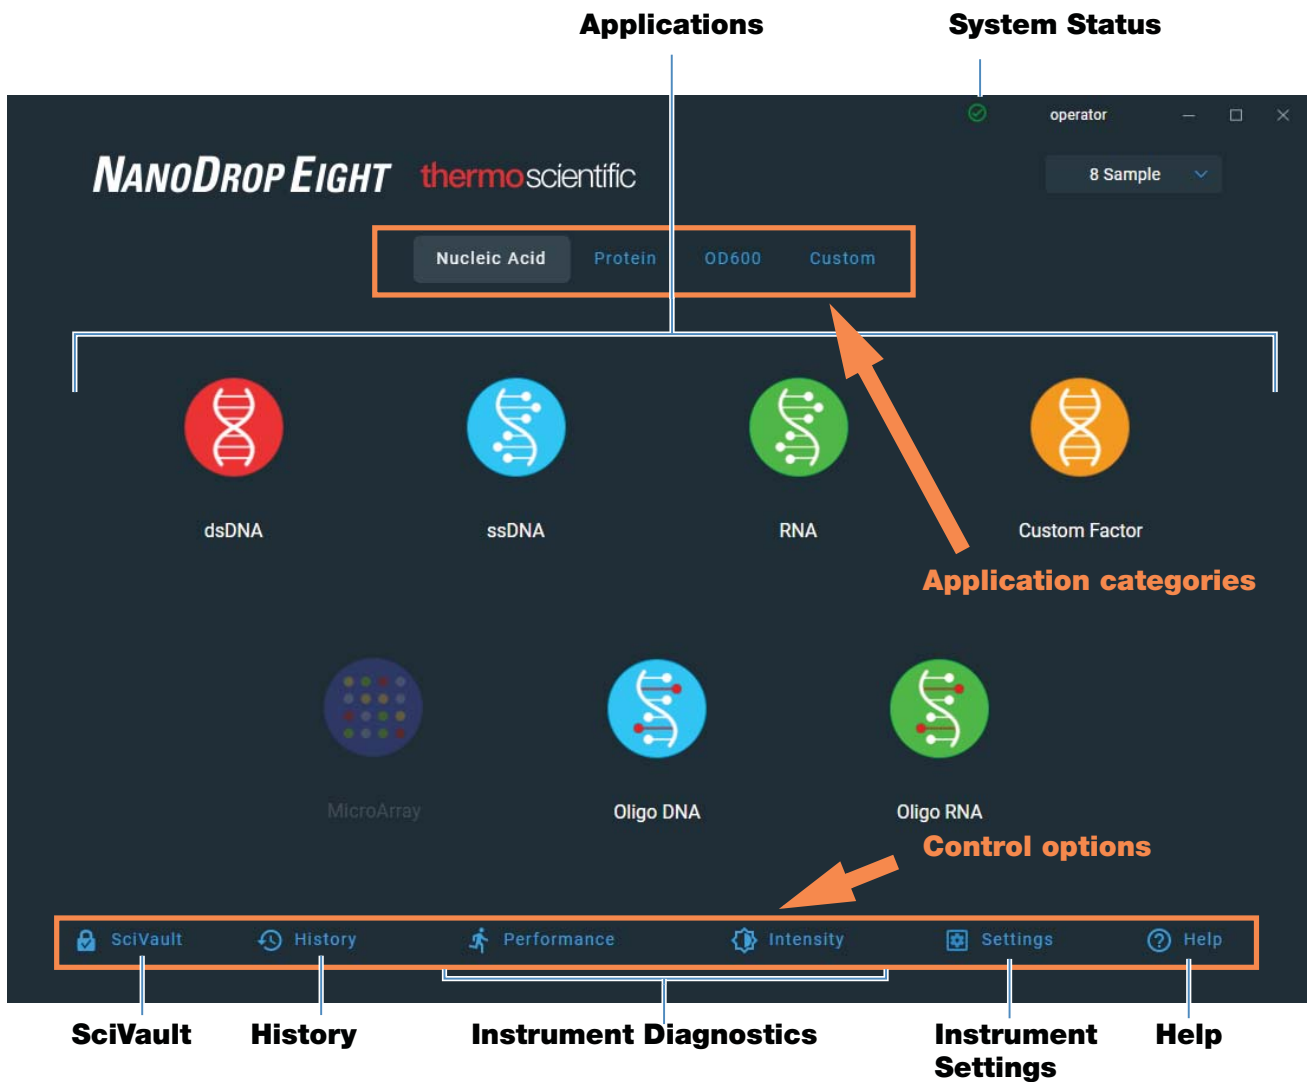 Applications
System Status
operator
NANODROP EIGHT thermoscientific
8 Sample
Nucleic Acid Protein OD600 Custom
dsDNA ssDNA RNA Custom Factor
Application categories
MicroArray Oligo DNA Oligo RNA
Control options
SciVault History Performance Intensity Settings Help
SciVault History Instrument Diagnostics Instrument Help
Settings